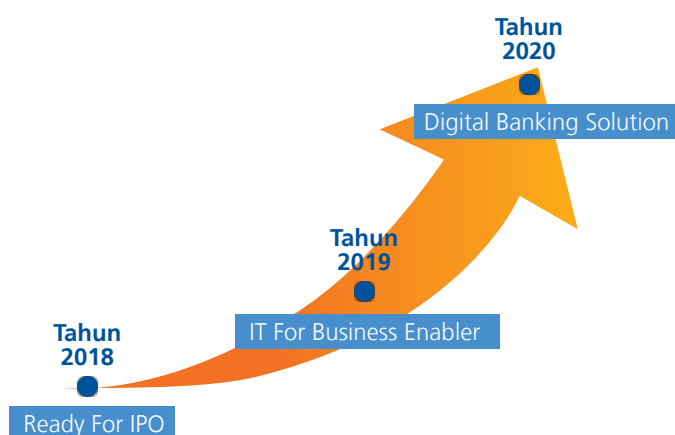 Tahun
2020
Digital Banking Solution
Tahun
2019
IT For Business Enabler
Tahun
2018
Ready For IPO